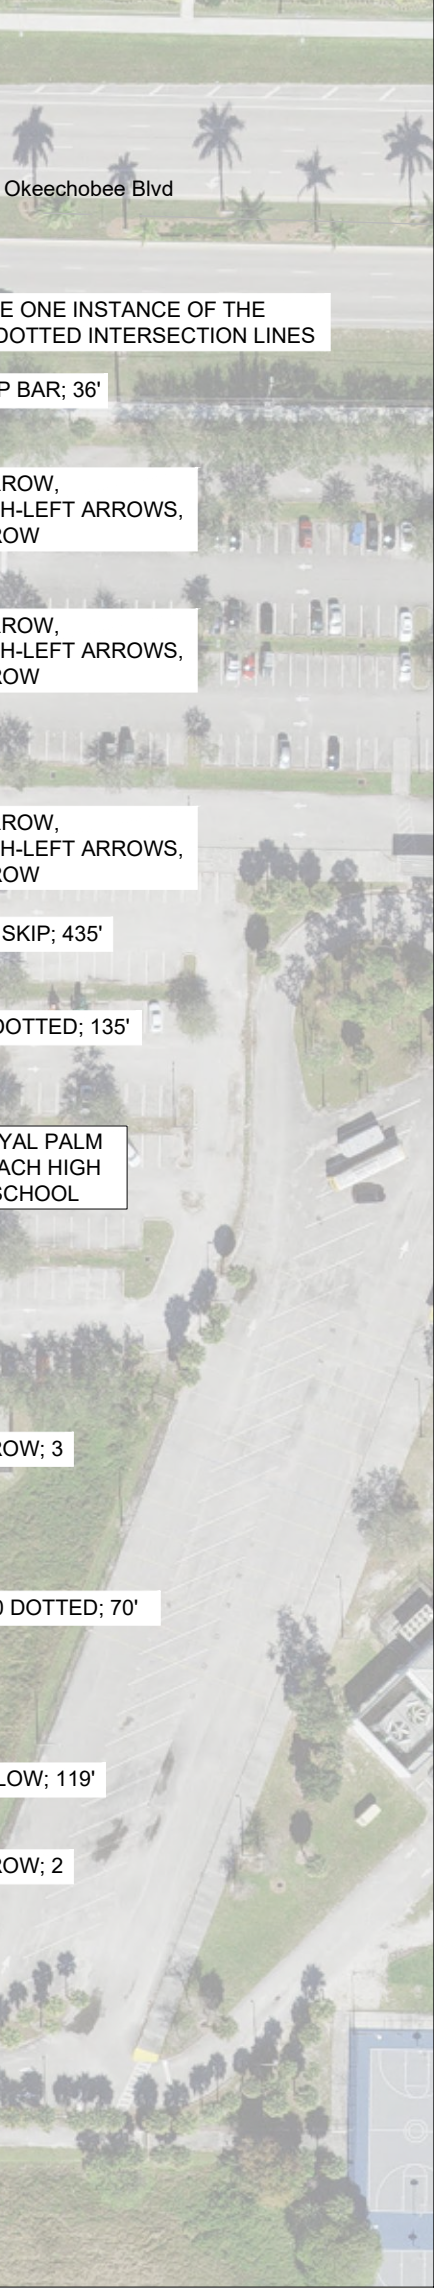 Okeechobee Blvd
E ONE INSTANCE OF THE
DOTTED INTERSECTION LINES
P BAR; 36'
ROW,
H-LEFT ARROWS,
ROW
ROW,
H-LEFT ARROWS,
ROW
ROW,
H-LEFT ARROWS,
ROW
SKIP; 435'
DOTTED; 135'
YAL PALM
ACH HIGH
SCHOOL
ROW; 3
0 DOTTED; 70'
LOW; 119'
ROW; 2